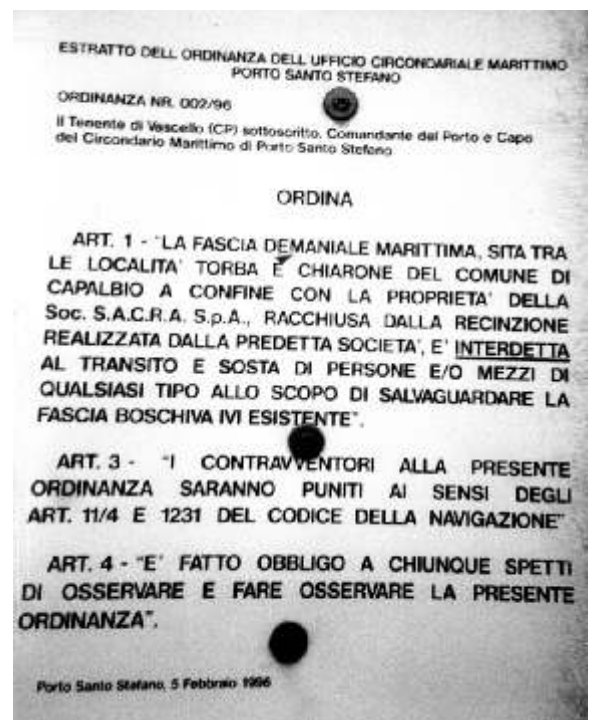 ESTRATTO DELL ORDINANZA DELL UFFICIO CIRCONDARIALE MARITTIMO
PORTO SANTO STEFANO
ORDINANZA NR. 002/96
Il Tenente di Vascello (CP) sottoscritto, Comandante del Porto e Capo
del Circondario Marittimo di Porto Santo Stefano
ORDINA
ART. 1 - "LA FASCIA DEMANIALE MARITTIMA, SITA TRA
LE LOCALITA' TORBA E CHIARONE DEL COMUNE DI
CAPALBIO A CONFINE CON LA PROPRIETA' DELLA
Soc. S.A.C.R.A. S.p.A., RACCHIUSA DALLA RECINZIONE
REALIZZATA DALLA PREDETTA SOCIETA', E' INTERDETTA
AL TRANSITO E SOSTA DI PERSONE E/O MEZZI DI
QUALSIASI TIPO ALLO SCOPO DI SALVAGUARDARE LA
FASCIA BOSCHIVA IVI ESISTENTE".
ART. 3 - "I CONTRAVVENTORI ALLA PRESENTE
ORDINANZA SARANNO PUNITI AI SENSI DEGLI
ART. 11/4 E 1231 DEL CODICE DELLA NAVIGAZIONE"
ART. 4 - "E' FATTO OBBLIGO A CHIUNQUE SPETTI
DI OSSERVARE E FARE OSSERVARE LA PRESENTE
ORDINANZA".
Porto Santo Stefano, 5 Febbraio 1996